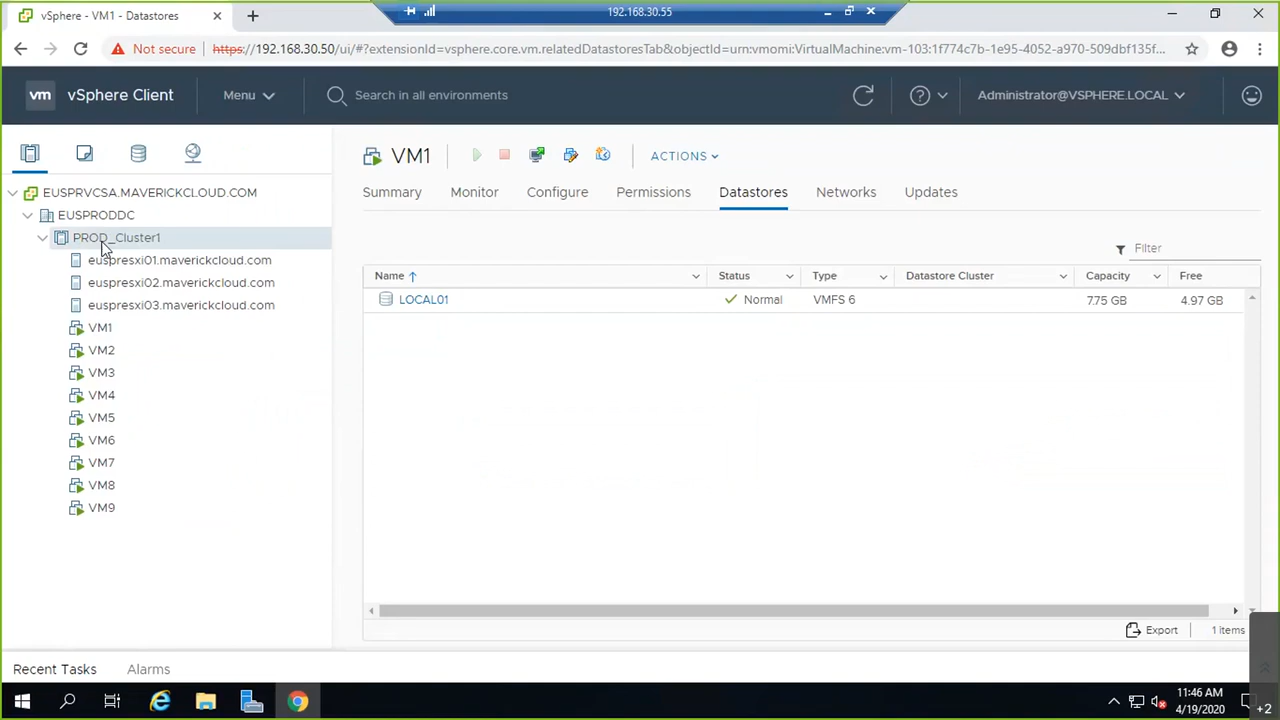 192.168.30.55
vSphere - VM1 - Datastores
Not secure
https://192.168.30.50/ui/#?extensionId=vsphere.core.vm.relatedDatastoresTab&objectId=urn:vmomi:VirtualMachine:vm-103:1f774c7b-1e95-4052-a970-509dbf135f...
vm vSphere Client Menu Search in all environments Administrator@VSPHERE.LOCAL
EUSPRVCSA.MAVERICKCLOUD.COM
EUSPRODDC
PROD_Cluster1
euspresxi01.maverickcloud.com
euspresxi02.maverickcloud.com
euspresxi03.maverickcloud.com
VM1
VM2
VM3
VM4
VM5
VM6
VM7
VM8
VM9
VM1 ACTIONS
Summary Monitor Configure Permissions Datastores Networks Updates
Filter
Name Status Type Datastore Cluster Capacity Free
LOCAL01 Normal VMFS 6 7.75 GB 4.97 GB
Export 1 items
Recent Tasks Alarms
11:46 AM
4/19/2020
+2